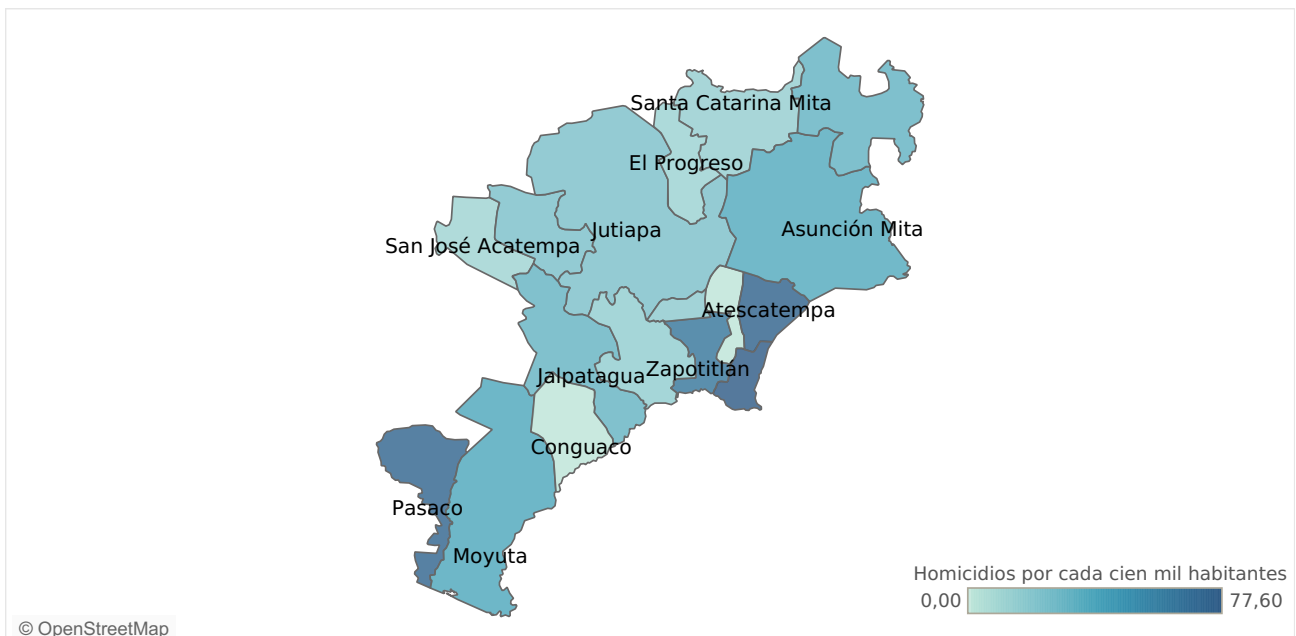 Santa Catarina Mita
El Progreso
Asunción Mita
Jutiapa
San José Acatempa
Atescatempa
Zapotitlán
Jalpatagua
Conguaco
Pasaco
Moyuta
Homicidios por cada cien mil habitantes
0,00 77,60
© OpenStreetMap